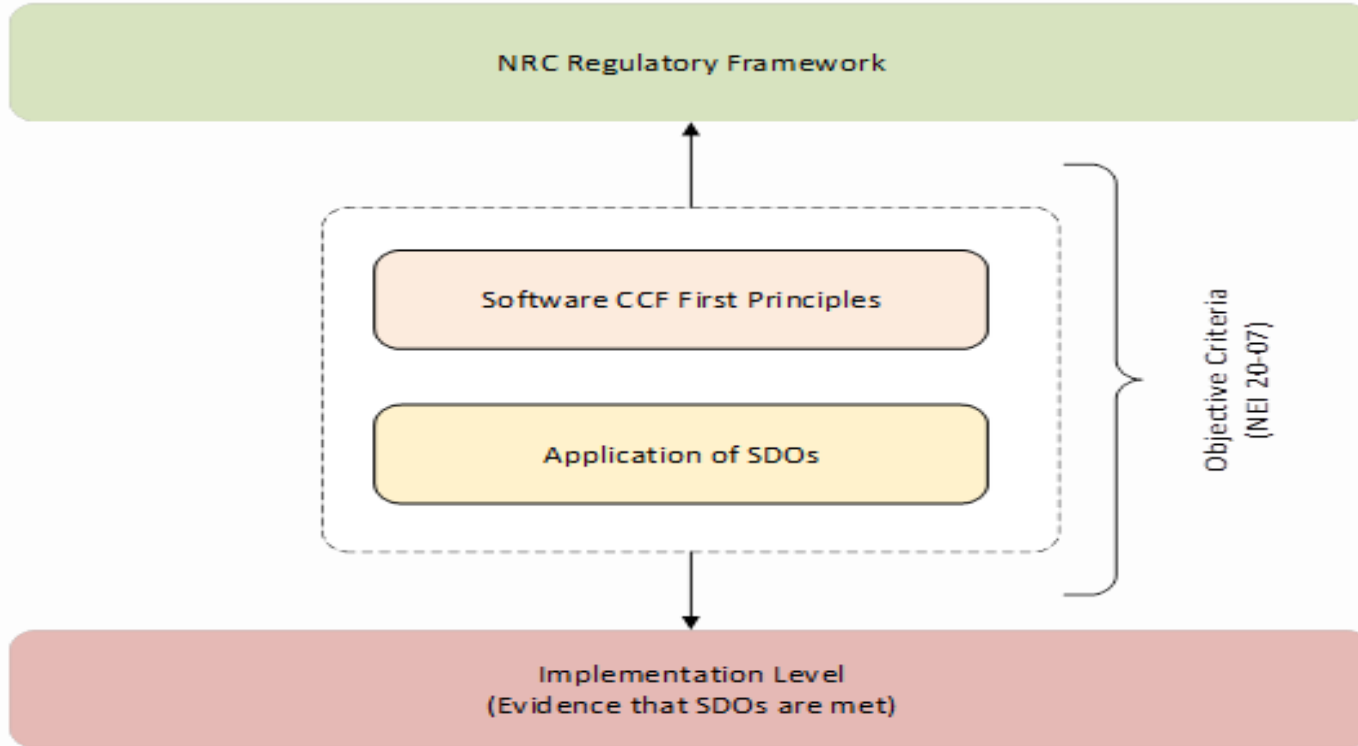 NRC Regulatory Framework
Software CCF First Principles
Application of SDOs
Objective Criteria
(NEI 20-07)
Implementation Level
(Evidence that SDOs are met)